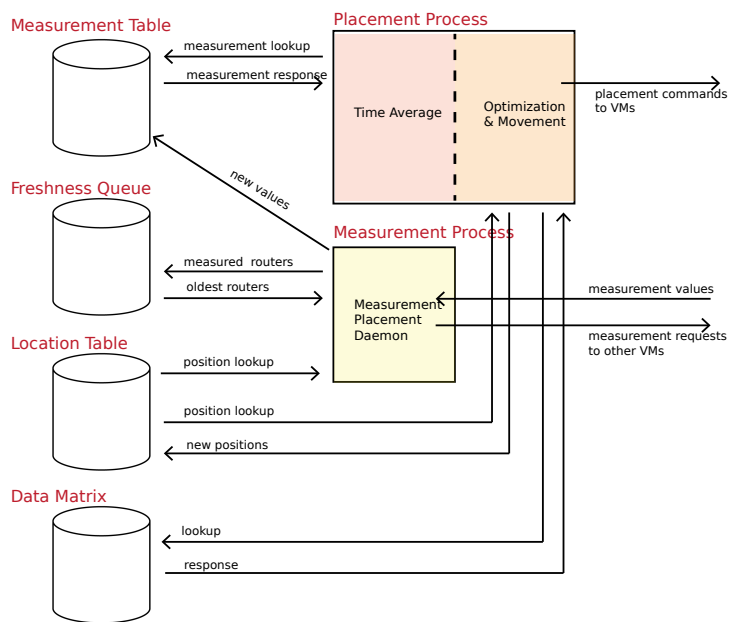 Placement Process
Measurement Table
measurement lookup
measurement response
Time Average
Optimization
& Movement
placement commands
to VMs
new values
Freshness Queue
Measurement Process
measured routers
oldest routers
Measurement
Placement
Daemon
measurement values
measurement requests
to other VMs
Location Table
position lookup
position lookup
new positions
Data Matrix
lookup
response